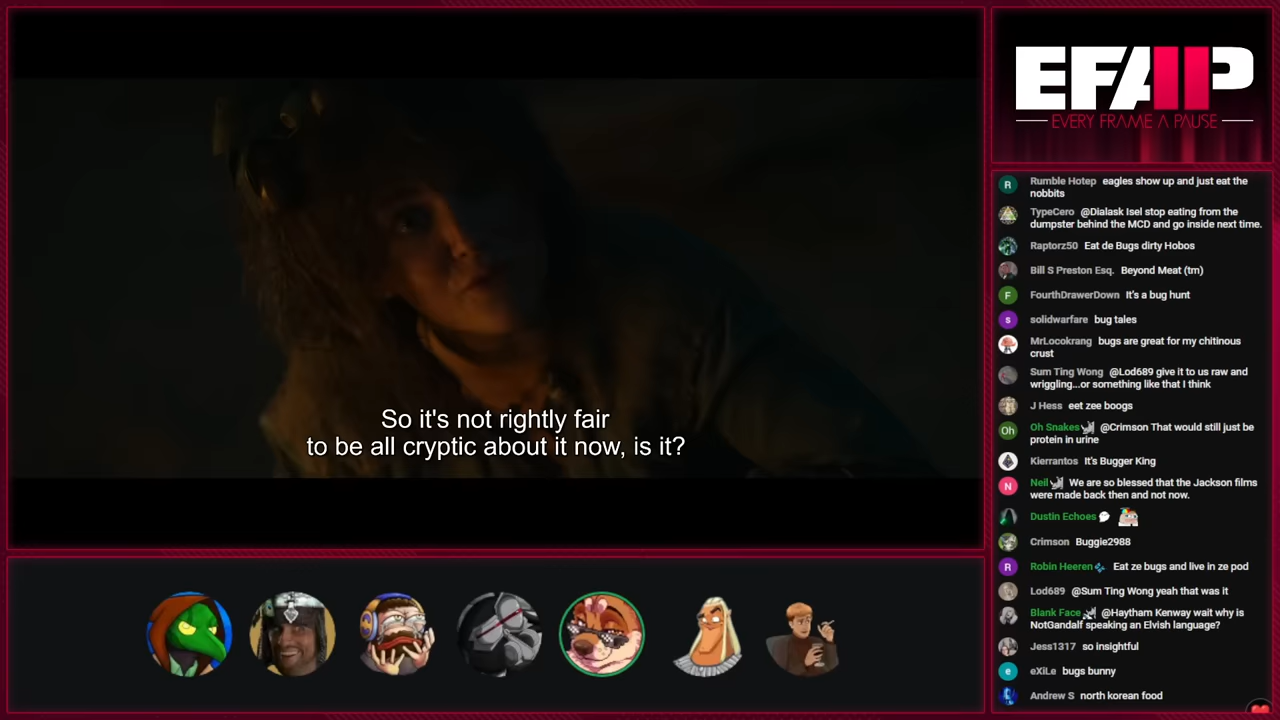 So it's not rightly fair
to be all cryptic about it now, is it?
EFAP
EVERY FRAME A PAUSE
R Rumble Hotep eagles show up and just eat the
nobbits
TypeCero @Dialask Isel stop eating from the
dumpster behind the MCD and go inside next time.
Raptorz50 Eat de Bugs dirty Hobos
Bill S Preston Esq. Beyond Meat (tm)
F FourthDrawerDown It's a bug hunt
s solidwarfare bug tales
MrLocokrang bugs are great for my chitinous
crust
Sum Ting Wong @Lod689 give it to us raw and
wriggling...or something like that I think
J Hess eet zee boogs
Oh Oh Snakes @Crimson That would still just be
protein in urine
Kierrantos It's Bugger King
N Neil We are so blessed that the Jackson films
were made back then and not now.
Dustin Echoes
Crimson Buggie2988
R Robin Heeren Eat ze bugs and live in ze pod
Lod689 @Sum Ting Wong yeah that was it
Blank Face @Haytham Kenway wait why is
NotGandalf speaking an Elvish language?
Jess1317 so insightful
e eXiLe bugs bunny
Andrew S north korean food